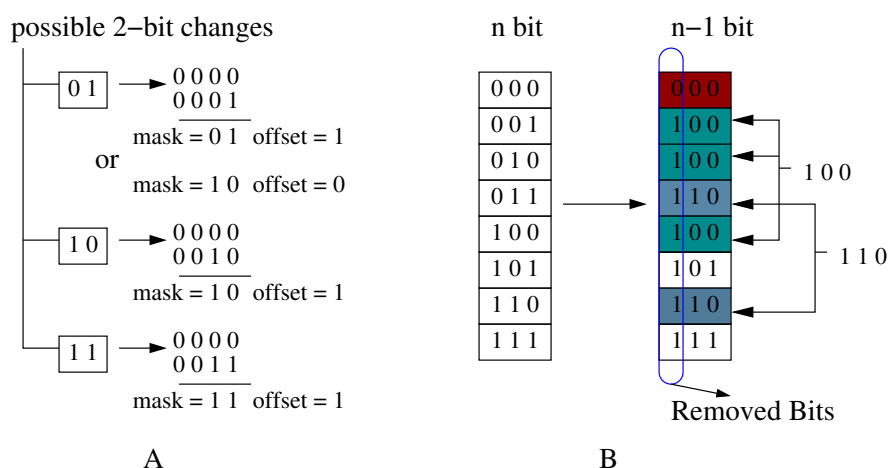 possible 2-bit changes
0 1
0 0 0 0
0 0 0 1
mask = 0 1 offset = 1
or
mask = 1 0 offset = 0
1 0
0 0 0 0
0 0 1 0
mask = 1 0 offset = 1
1 1
0 0 0 0
0 0 1 1
mask = 1 1 offset = 1
A
n bit
0 0 0
0 0 1
0 1 0
0 1 1
1 0 0
1 0 1
1 1 0
1 1 1
n-1 bit
0 0 0
1 0 0
1 0 0
1 1 0
1 0 0
1 0 1
1 1 0
1 1 1
1 0 0
1 1 0
Removed Bits
B